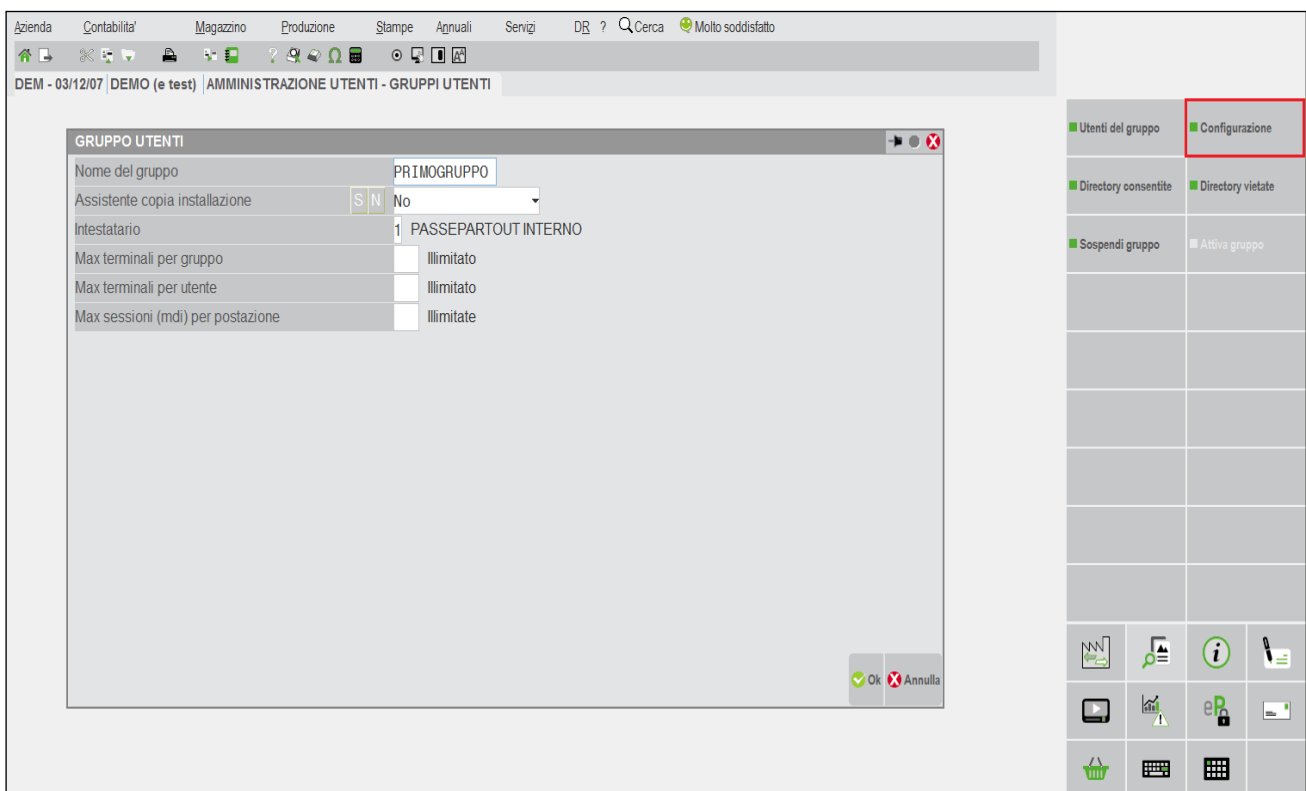 Azienda Contabilita' Magazzino Produzione Stampe Annuali Servizi DR ? Cerca Molto soddisfatto
DEM - 03/12/07 DEMO (e test) AMMINISTRAZIONE UTENTI - GRUPPI UTENTI
GRUPPO UTENTI
Nome del gruppo PRIMOGRUPPO
Assistente copia installazione S N No
Intestatario 1 PASSEPARTOUT INTERNO
Max terminali per gruppo Illimitato
Max terminali per utente Illimitato
Max sessioni (mdi) per postazione Illimitate
Ok Annulla
Utenti del gruppo Configurazione
Directory consentite Directory vietate
Sospendi gruppo Attiva gruppo